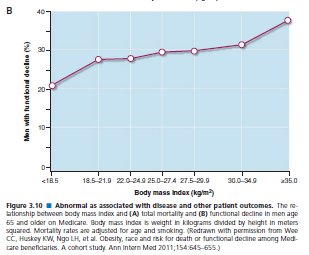 B
40
30
20
10
0
Men with functional decline (%)
<18.5 18.5–21.9 22.0–24.9 25.0–27.4 27.5–29.9 30.0–34.9 ≥35.0
Body mass index (kg/m²)
Figure 3.10 ■ Abnormal as associated with disease and other patient outcomes. The re-
lationship between body mass index and (A) total mortality and (B) functional decline in men age
65 and older on Medicare. Body mass index is weight in kilograms divided by height in meters
squared. Mortality rates are adjusted for age and smoking. (Redrawn with permission from Wee
CC, Huskey KW, Ngo LH, et al. Obesity, race and risk for death or functional decline among Medi-
care beneficiaries. A cohort study. Ann Intern Med 2011;154:645–655.)